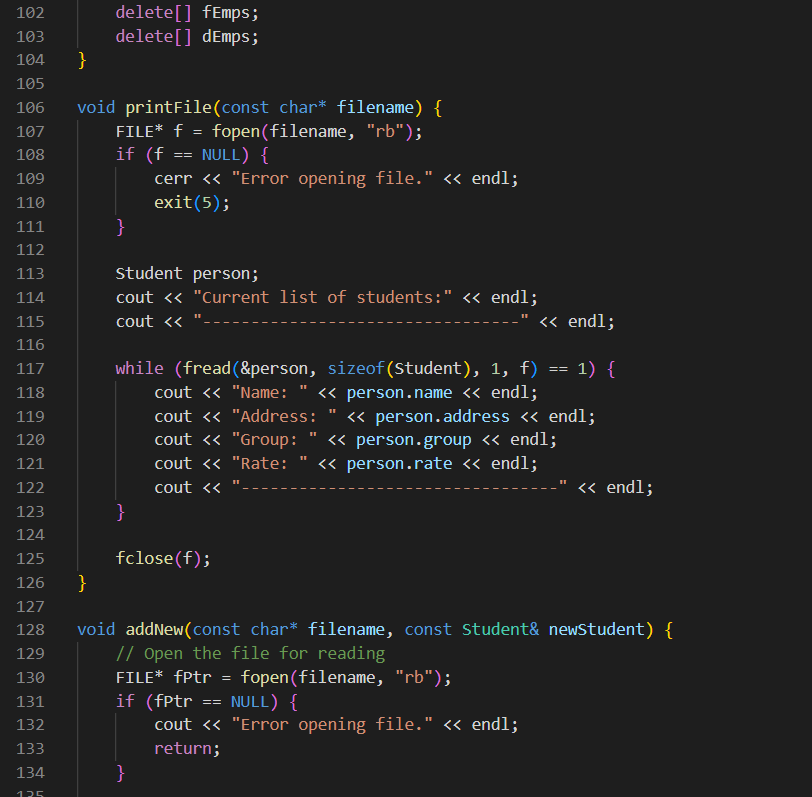 102         delete[] fEmps;
103         delete[] dEmps;
104     }
105
106     void printFile(const char* filename) {
107         FILE* f = fopen(filename, "rb");
108         if (f == NULL) {
109             cerr << "Error opening file." << endl;
110             exit(5);
111         }
112
113         Student person;
114         cout << "Current list of students:" << endl;
115         cout << "---------------------------------" << endl;
116
117         while (fread(&person, sizeof(Student), 1, f) == 1) {
118             cout << "Name: " << person.name << endl;
119             cout << "Address: " << person.address << endl;
120             cout << "Group: " << person.group << endl;
121             cout << "Rate: " << person.rate << endl;
122             cout << "---------------------------------" << endl;
123         }
124
125         fclose(f);
126     }
127
128     void addNew(const char* filename, const Student& newStudent) {
129         // Open the file for reading
130         FILE* fPtr = fopen(filename, "rb");
131         if (fPtr == NULL) {
132             cout << "Error opening file." << endl;
133             return;
134         }
135